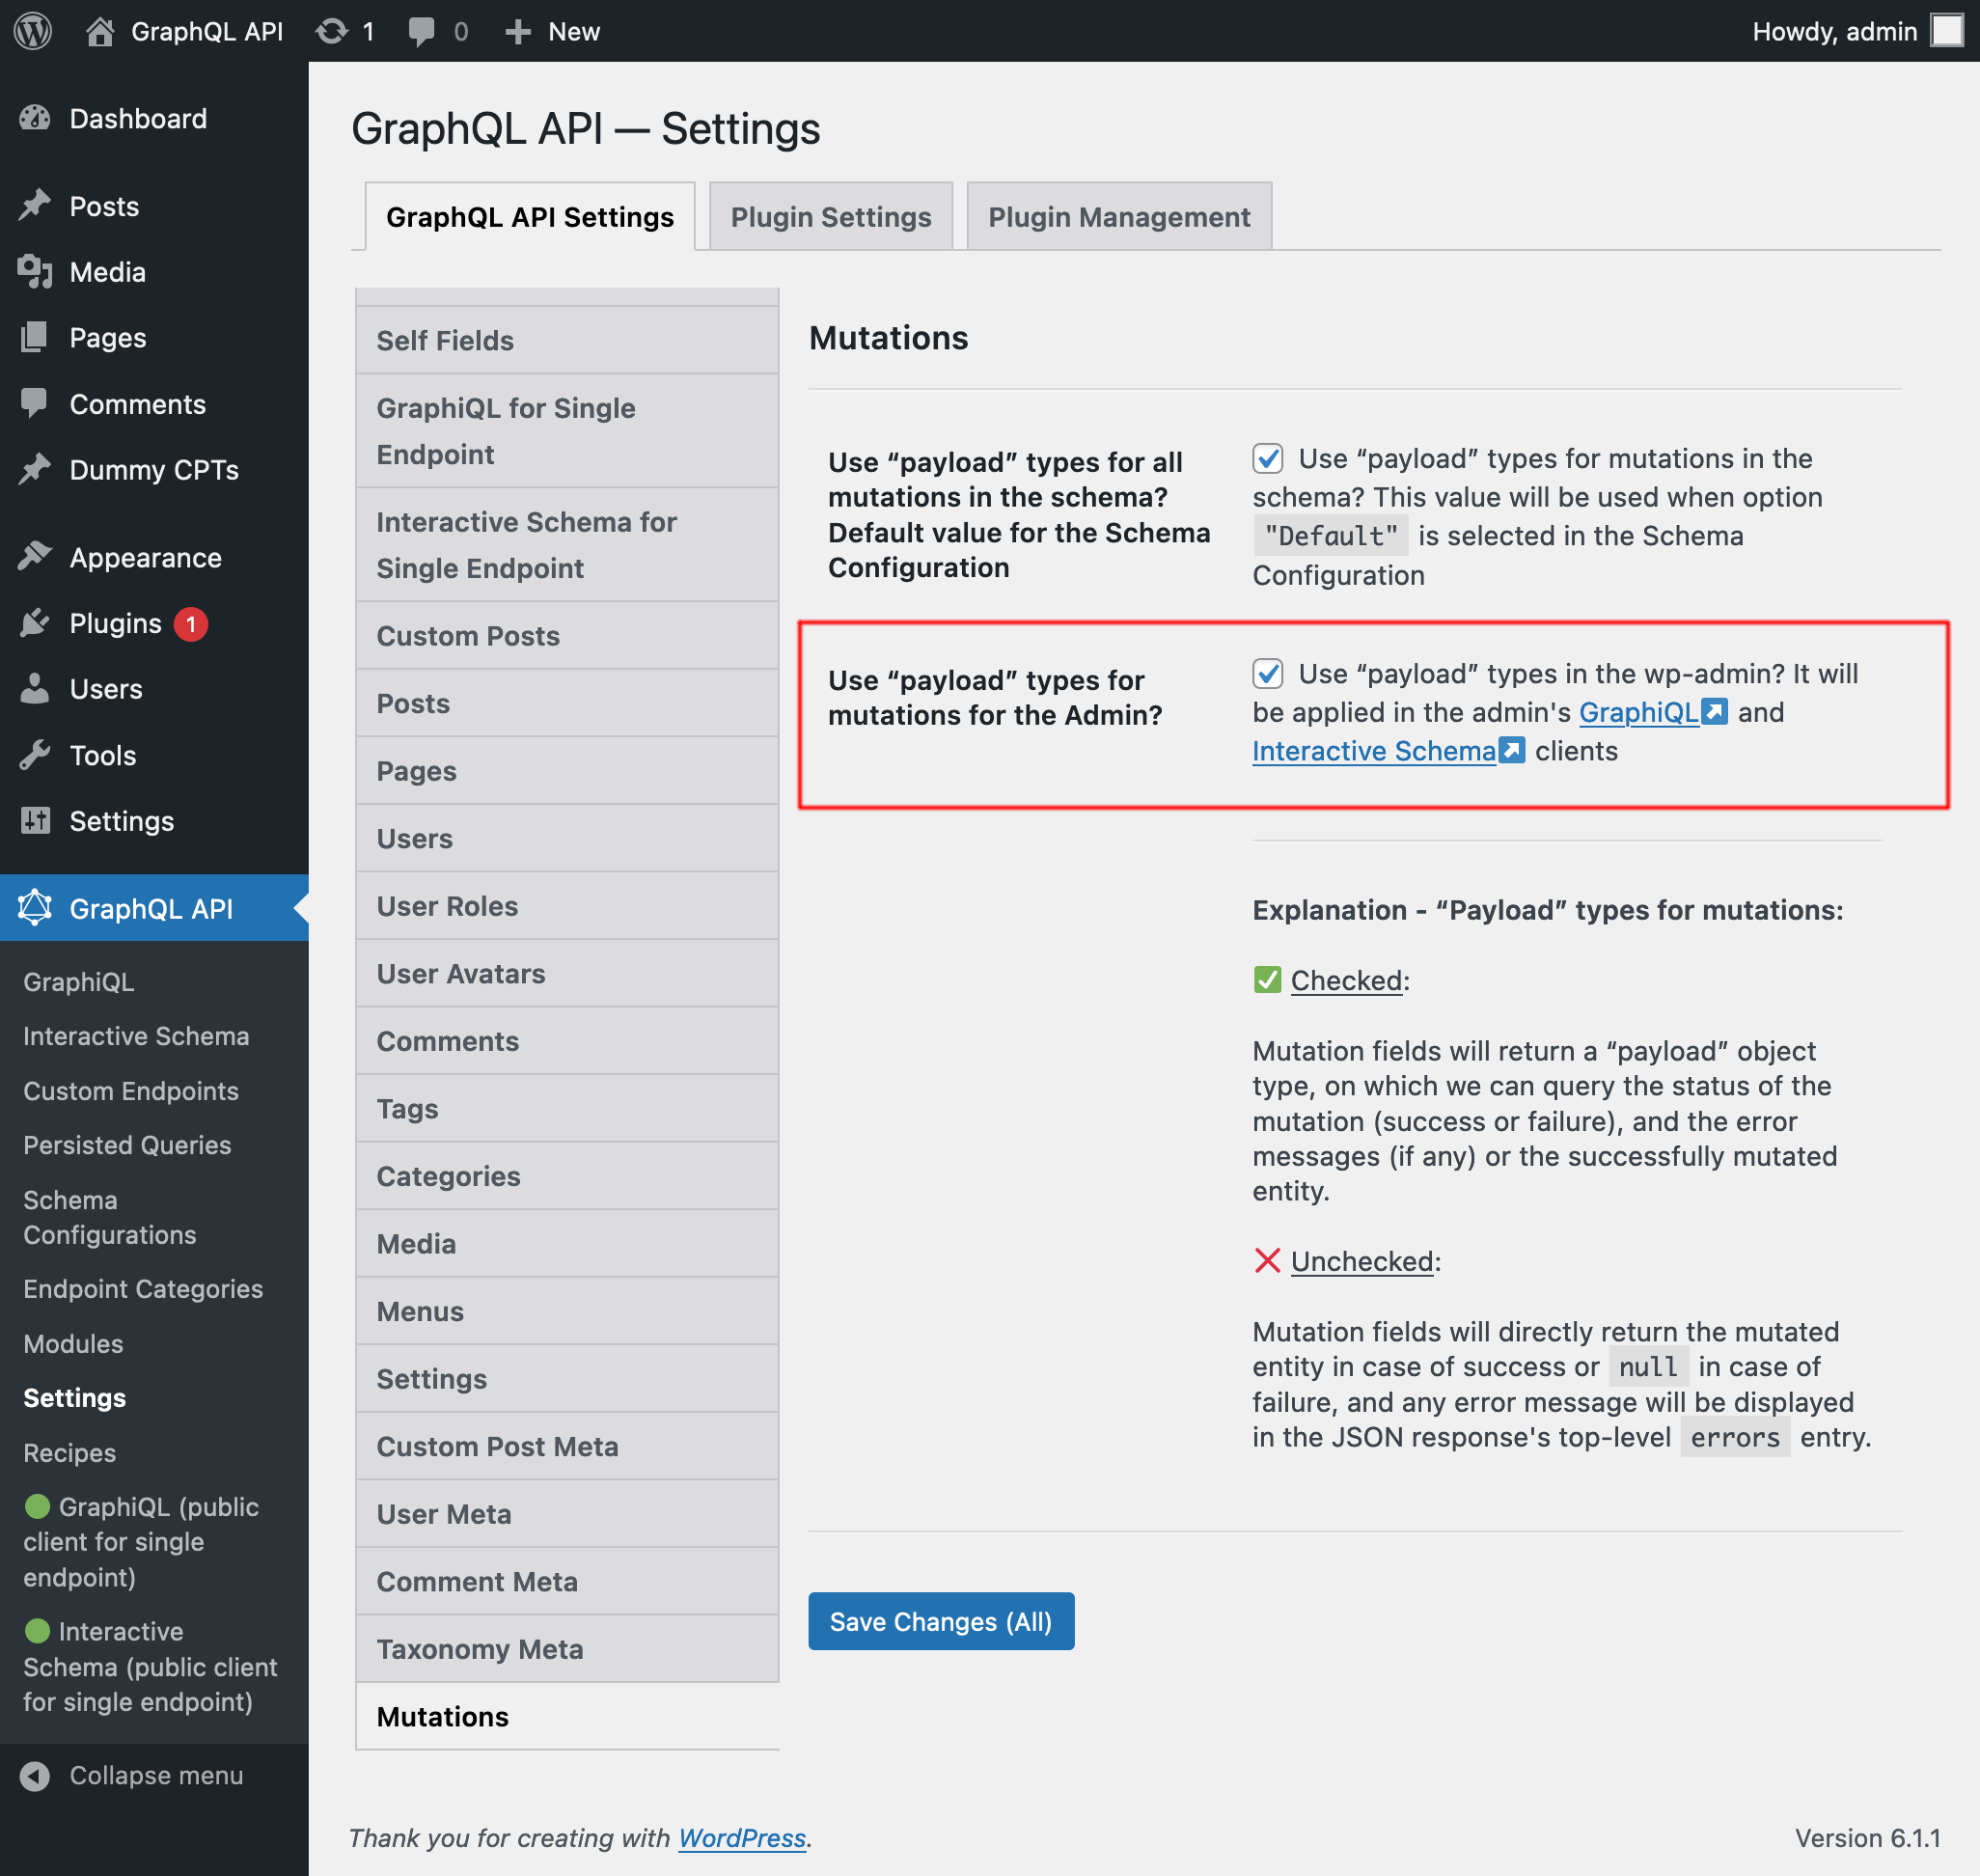 GraphQL API 1 0 New Howdy, admin
Dashboard
Posts
Media
Pages
Comments
Dummy CPTs
Appearance
Plugins 1
Users
Tools
Settings
GraphQL API
GraphiQL
Interactive Schema
Custom Endpoints
Persisted Queries
Schema
Configurations
Endpoint Categories
Modules
Settings
Recipes
GraphiQL (public
client for single
endpoint)
Interactive
Schema (public client
for single endpoint)
Collapse menu
GraphQL API — Settings
GraphQL API Settings Plugin Settings Plugin Management
Self Fields
GraphiQL for Single
Endpoint
Interactive Schema for
Single Endpoint
Custom Posts
Posts
Pages
Users
User Roles
User Avatars
Comments
Tags
Categories
Media
Menus
Settings
Custom Post Meta
User Meta
Comment Meta
Taxonomy Meta
Mutations
Mutations
Use “payload” types for all
mutations in the schema?
Default value for the Schema
Configuration
Use “payload” types for mutations in the
schema? This value will be used when option
"Default" is selected in the Schema
Configuration
Use “payload” types for
mutations for the Admin?
Use “payload” types in the wp-admin? It will
be applied in the admin's GraphiQL and
Interactive Schema clients
Explanation - “Payload” types for mutations:
Checked:
Mutation fields will return a “payload” object
type, on which we can query the status of the
mutation (success or failure), and the error
messages (if any) or the successfully mutated
entity.
Unchecked:
Mutation fields will directly return the mutated
entity in case of success or null in case of
failure, and any error message will be displayed
in the JSON response's top-level errors entry.
Save Changes (All)
Thank you for creating with WordPress.
Version 6.1.1